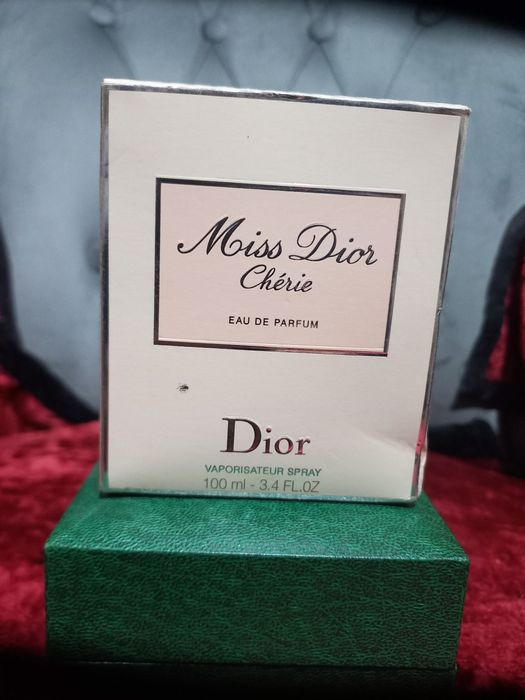 Miss Dior
Chérie
EAU DE PARFUM
Dior
VAPORISATEUR SPRAY
100 ml - 3.4 FL.OZ